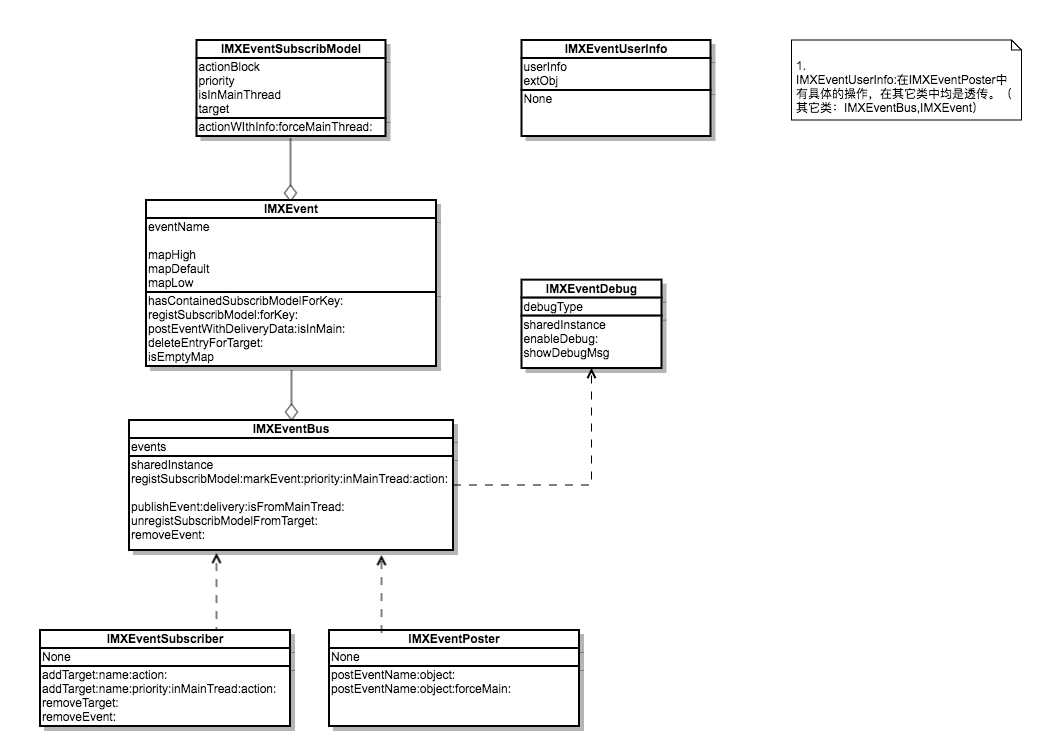 IMXEventSubscribModel
actionBlock
priority
isInMainThread
target
actionWIthInfo:forceMainThread:
IMXEventUserInfo
userInfo
extObj
None
1.
IMXEventUserInfo:在IMXEventPoster中
有具体的操作，在其它类中均是透传。（
其它类：IMXEventBus,IMXEvent）
IMXEvent
eventName
mapHigh
mapDefault
mapLow
hasContainedSubscribModelForKey:
registSubscribModel:forKey:
postEventWithDeliveryData:isInMain:
deleteEntryForTarget:
isEmptyMap
IMXEventDebug
debugType
sharedInstance
enableDebug:
showDebugMsg
IMXEventBus
events
sharedInstance
registSubscribModel:markEvent:priority:inMainTread:action:
publishEvent:delivery:isFromMainTread:
unregistSubscribModelFromTarget:
removeEvent:
IMXEventSubscriber
None
addTarget:name:action:
addTarget:name:priority:inMainTread:action:
removeTarget:
removeEvent:
IMXEventPoster
None
postEventName:object:
postEventName:object:forceMain: